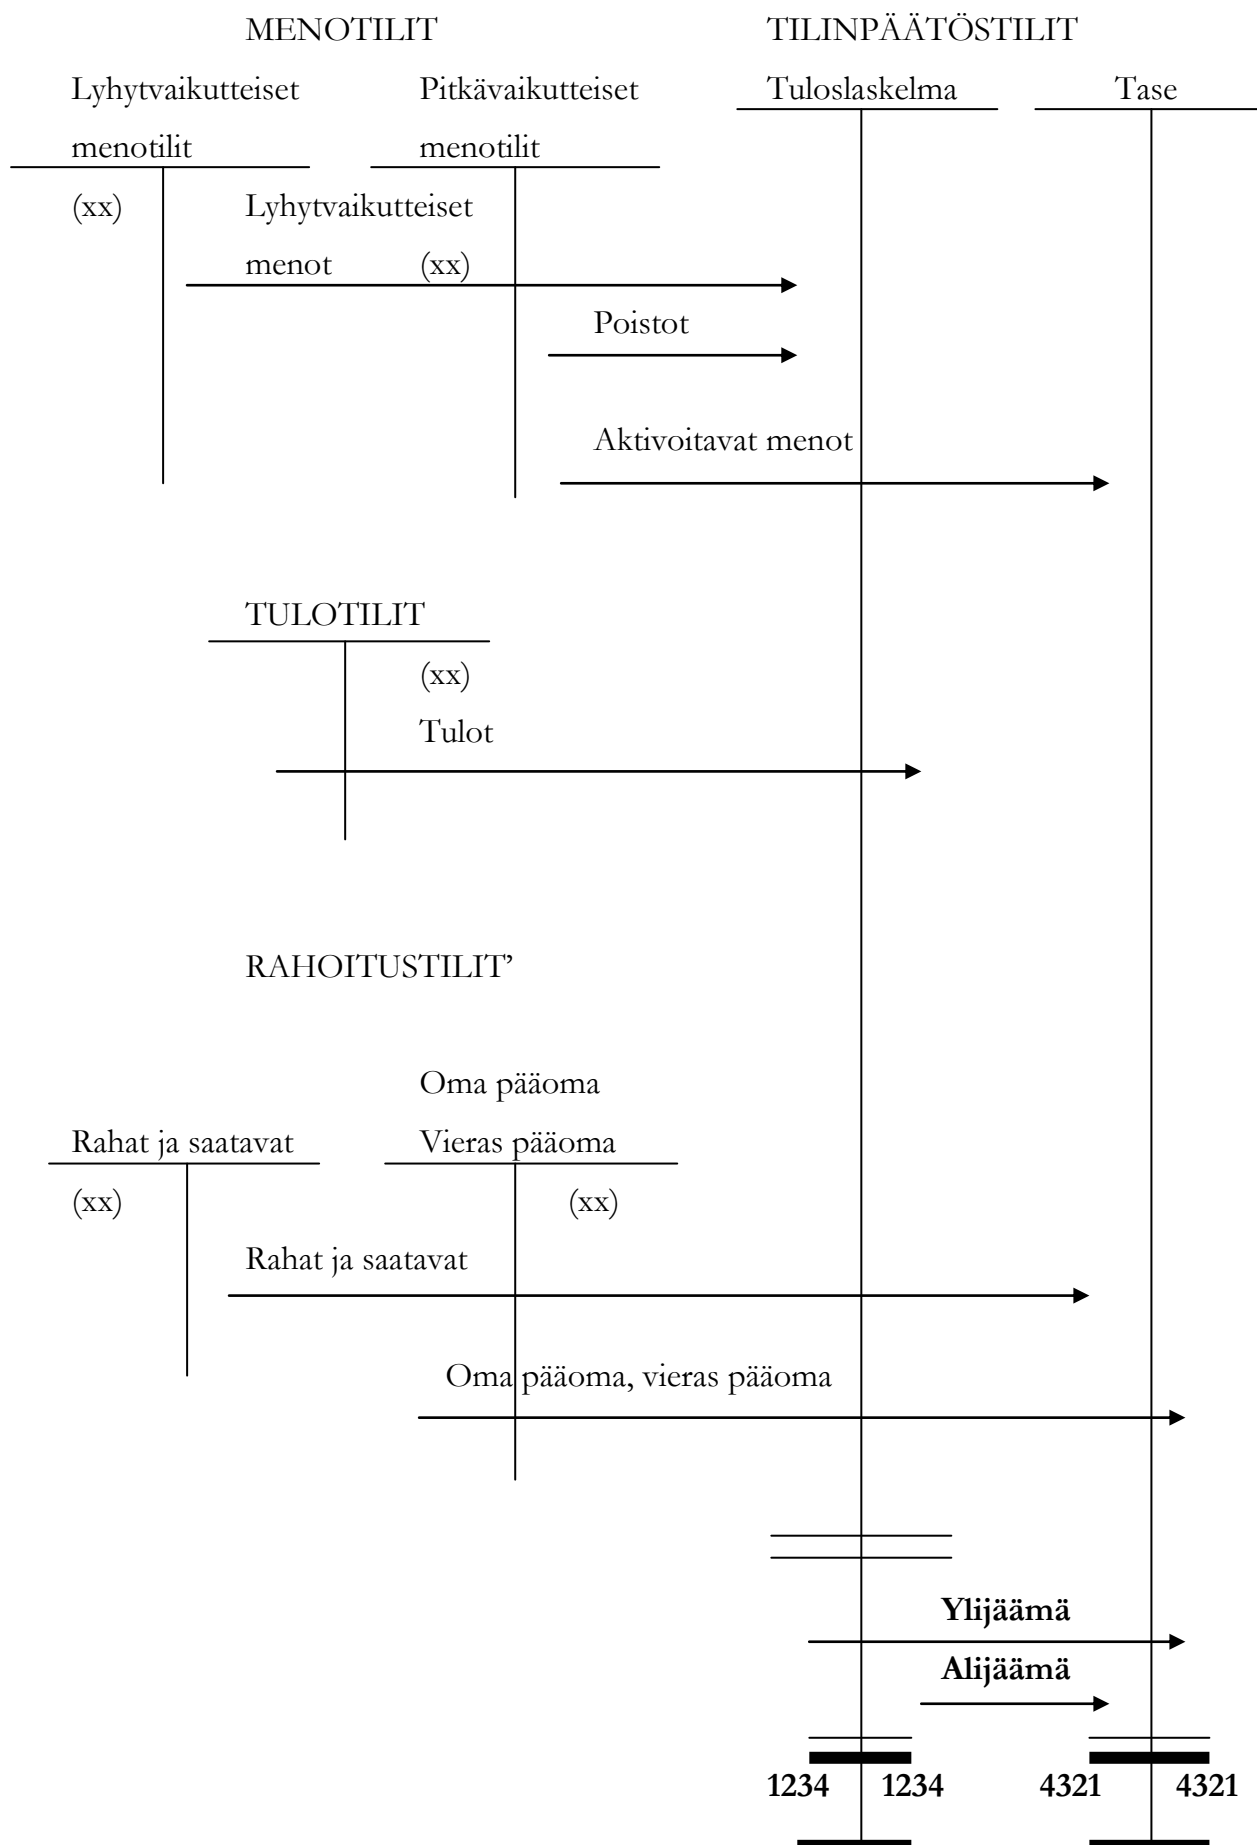 MENOTILIT TILINPÄÄTÖSTILIT
Lyhytvaikutteiset Pitkävaikutteiset Tuloslaskelma Tase
menotilit menotilit
(xx) Lyhytvaikutteiset
menot (xx)
Poistot
Aktivoitavat menot
TULOTILIT
(xx)
Tulot
RAHOITUSTILIT’
Oma pääoma
Rahat ja saatavat Vieras pääoma
(xx) (xx)
Rahat ja saatavat
Oma pääoma, vieras pääoma
Ylijäämä
Alijäämä
1234 1234 4321 4321